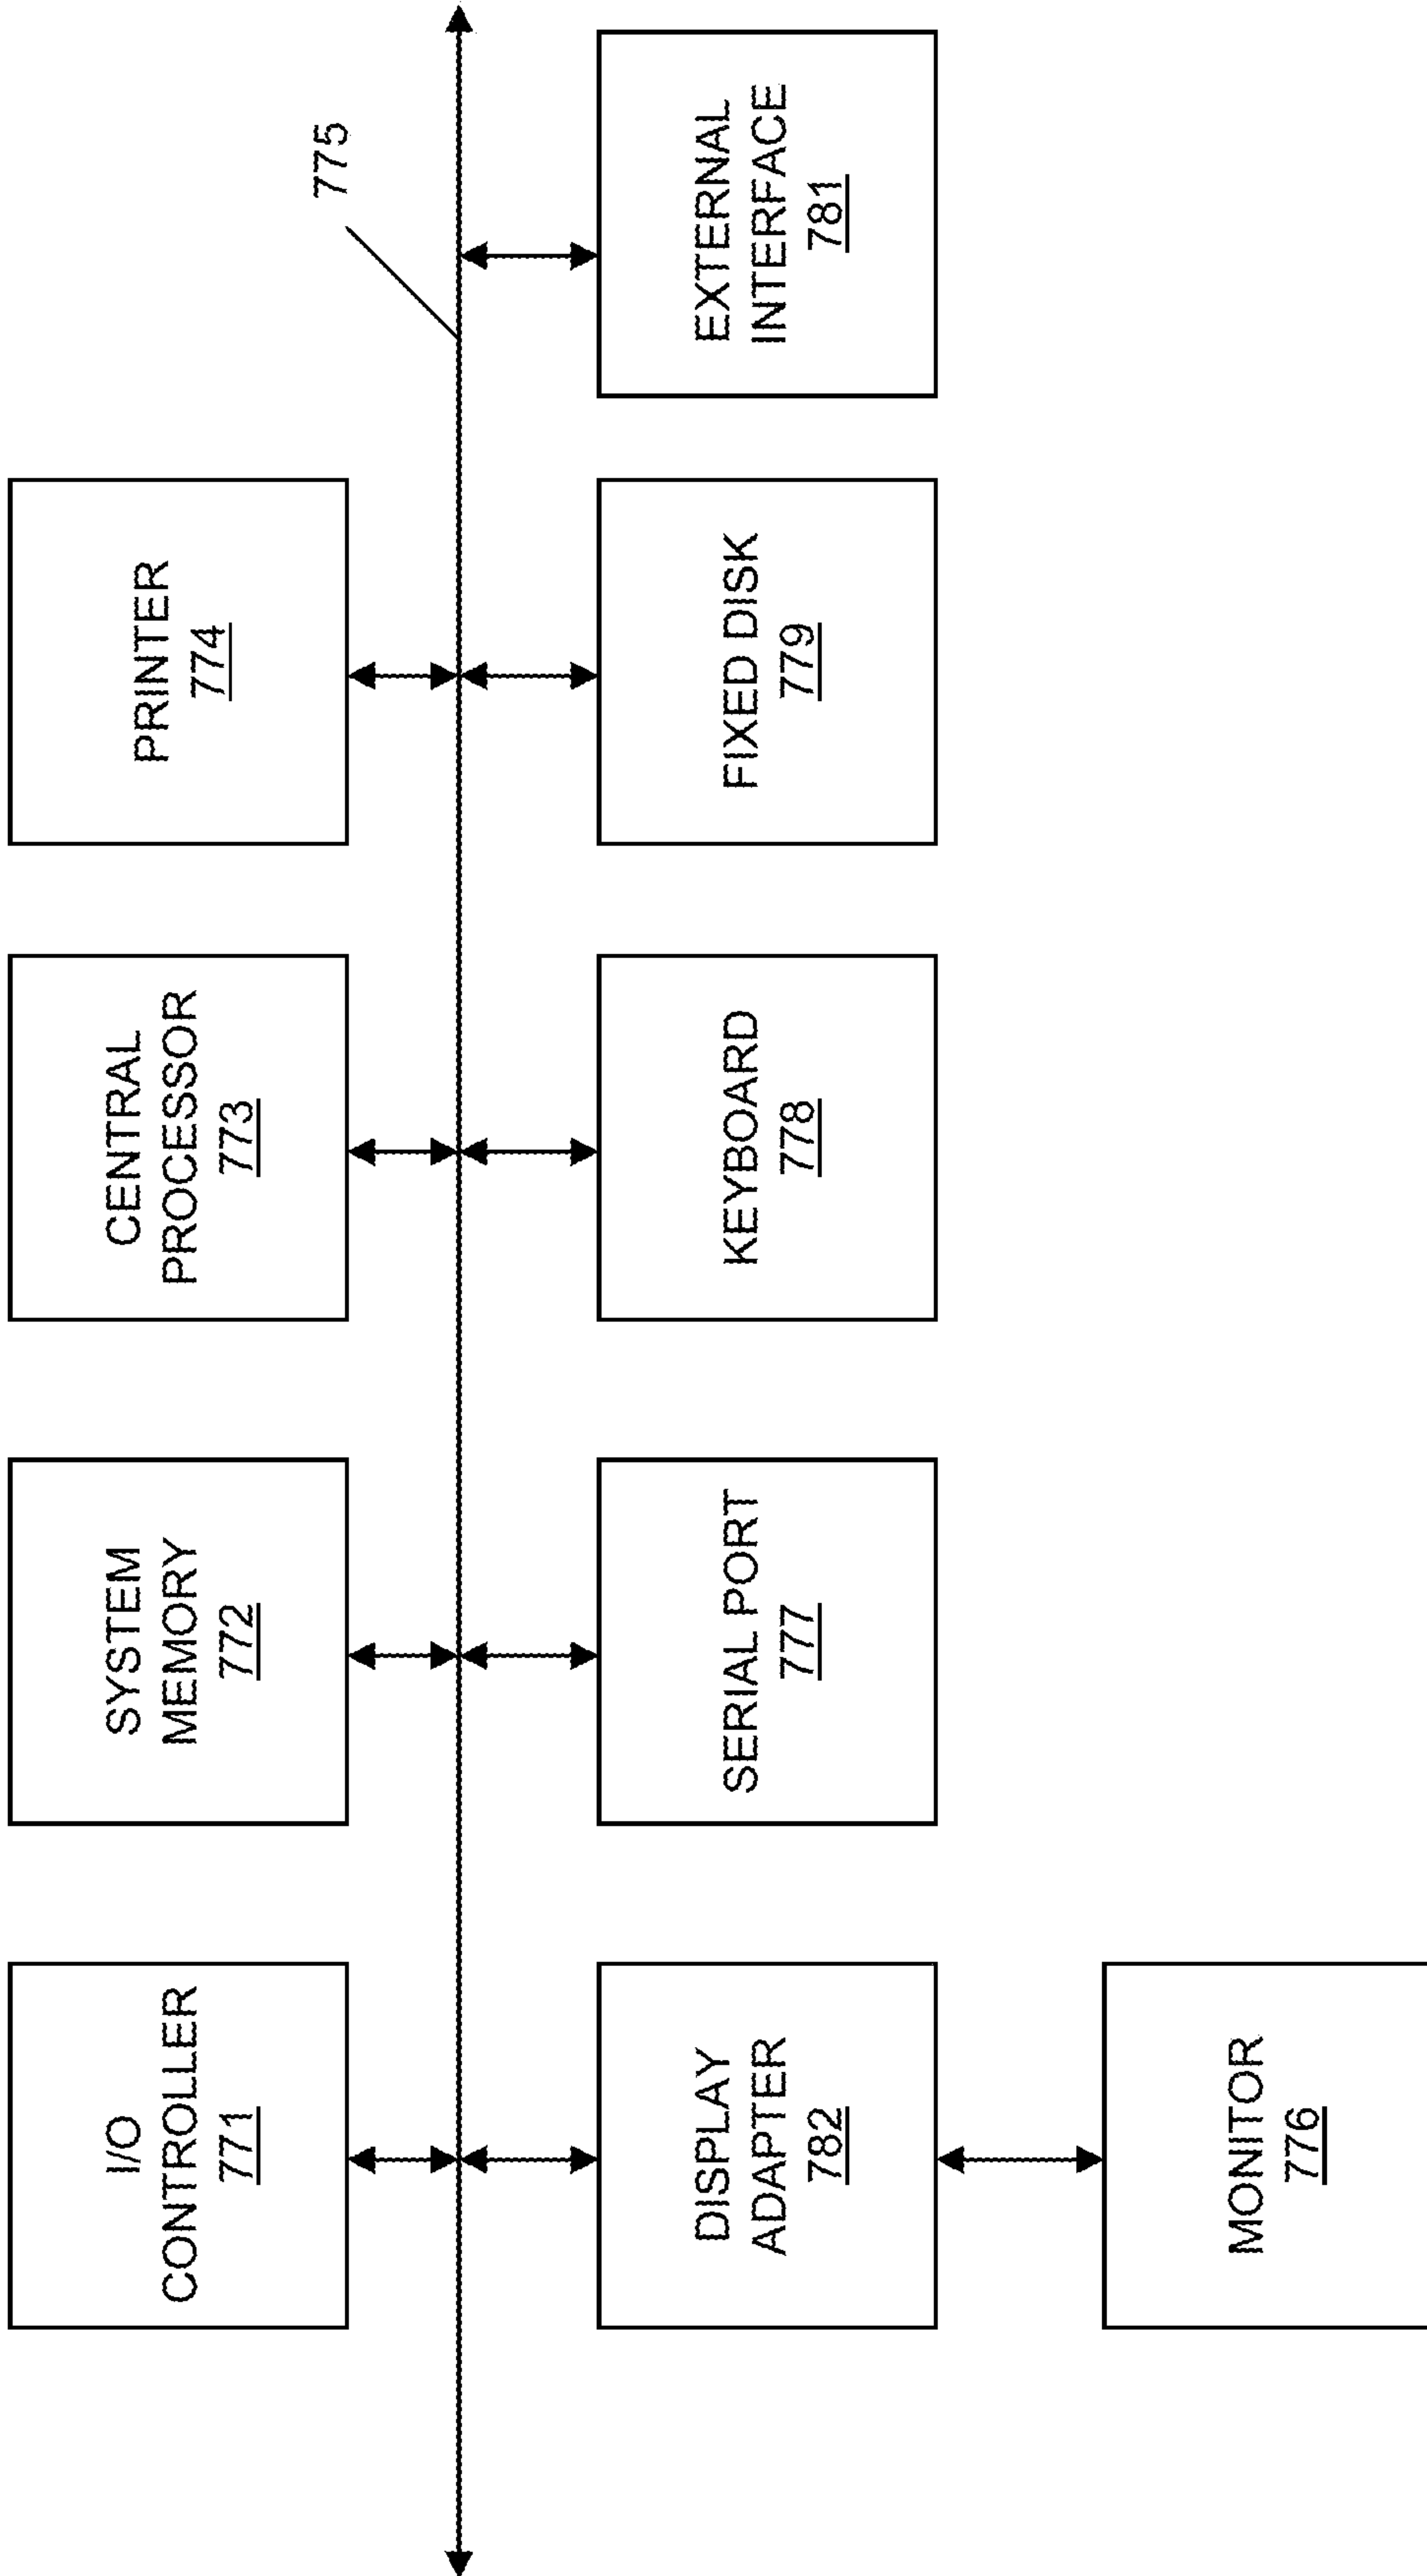 I/O
CONTROLLER
771
SYSTEM
MEMORY
772
CENTRAL
PROCESSOR
773
PRINTER
774
775
DISPLAY
ADAPTER
782
SERIAL PORT
777
KEYBOARD
778
FIXED DISK
779
EXTERNAL
INTERFACE
781
MONITOR
776